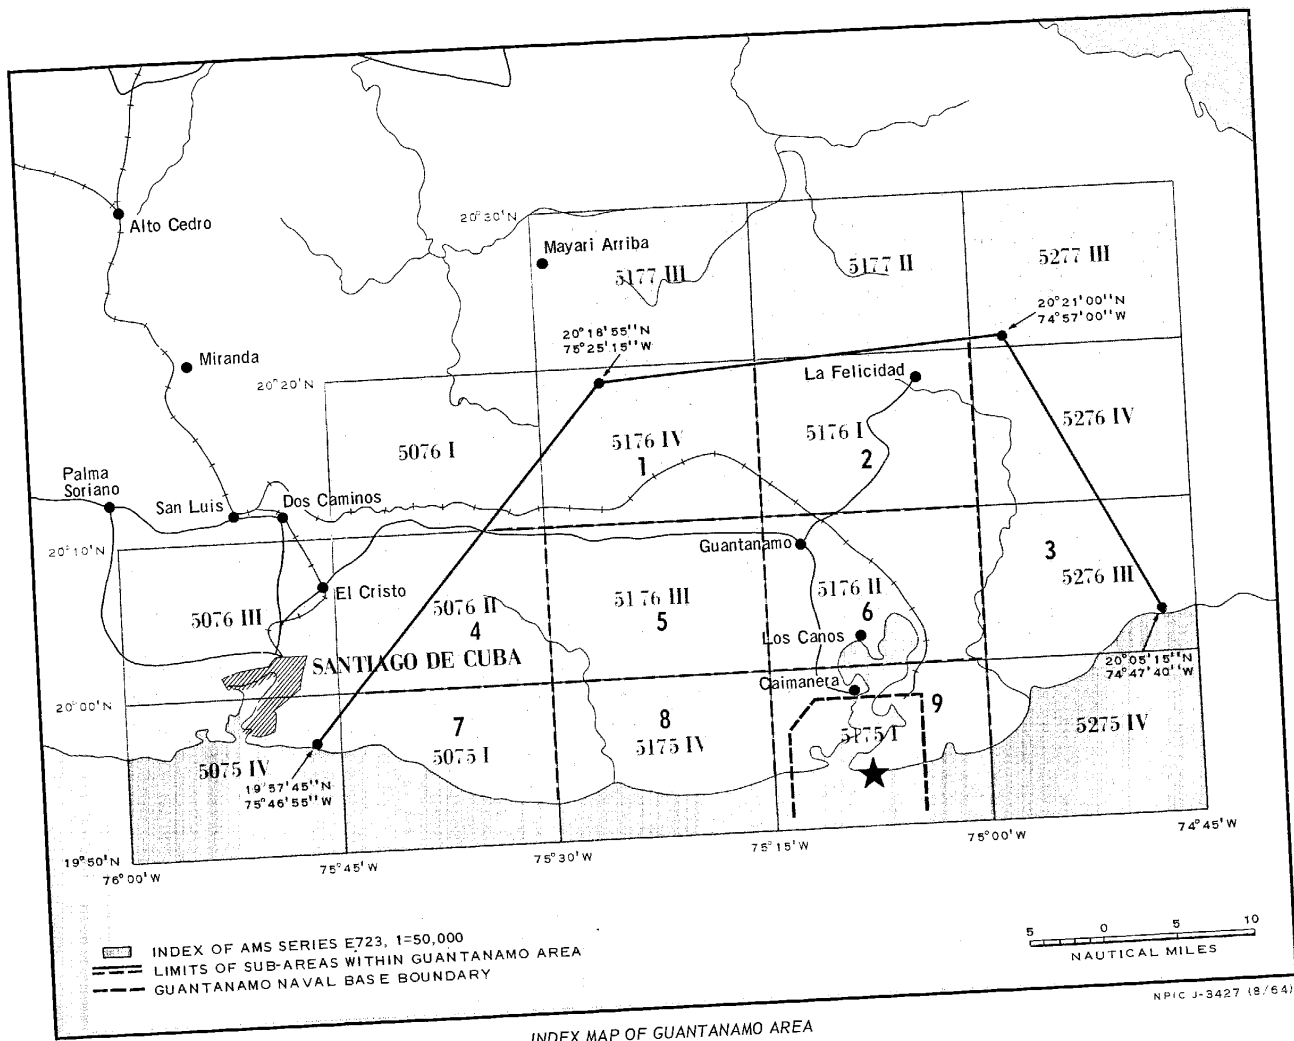 Alto Cedro
20°30'N
Mayari Arriba
5177 III
5177 II
5277 III
20°21'00''N
74°57'00''W
20°18'55''N
75°25'15''W
Miranda
20°20'N
La Felicidad
5076 I
5176 IV
1
5176 I
2
5276 IV
Palma
Soriano
San Luis
Dos Caminos
20°10'N
Guantanamo
3
5276 III
El Cristo
5076 III
5076 II
4
5176 III
5
5176 II
6
Los Canos
SANTIAGO DE CUBA
Caimanera
20°05'15''N
74°47'40''W
20°00'N
7
5075 I
8
5175 IV
9
5175 I
5275 IV
5075 IV
19°57'45''N
75°46'55''W
19°50'N
76°00'W
75°45'W
75°30'W
75°15'W
75°00'W
74°45'W
INDEX OF AMS SERIES E723, 1=50,000
LIMITS OF SUB-AREAS WITHIN GUANTANAMO AREA
GUANTANAMO NAVAL BASE BOUNDARY
5 0 5 10
NAUTICAL MILES
NPIC J-3427 (8/64)
INDEX MAP OF GUANTANAMO AREA